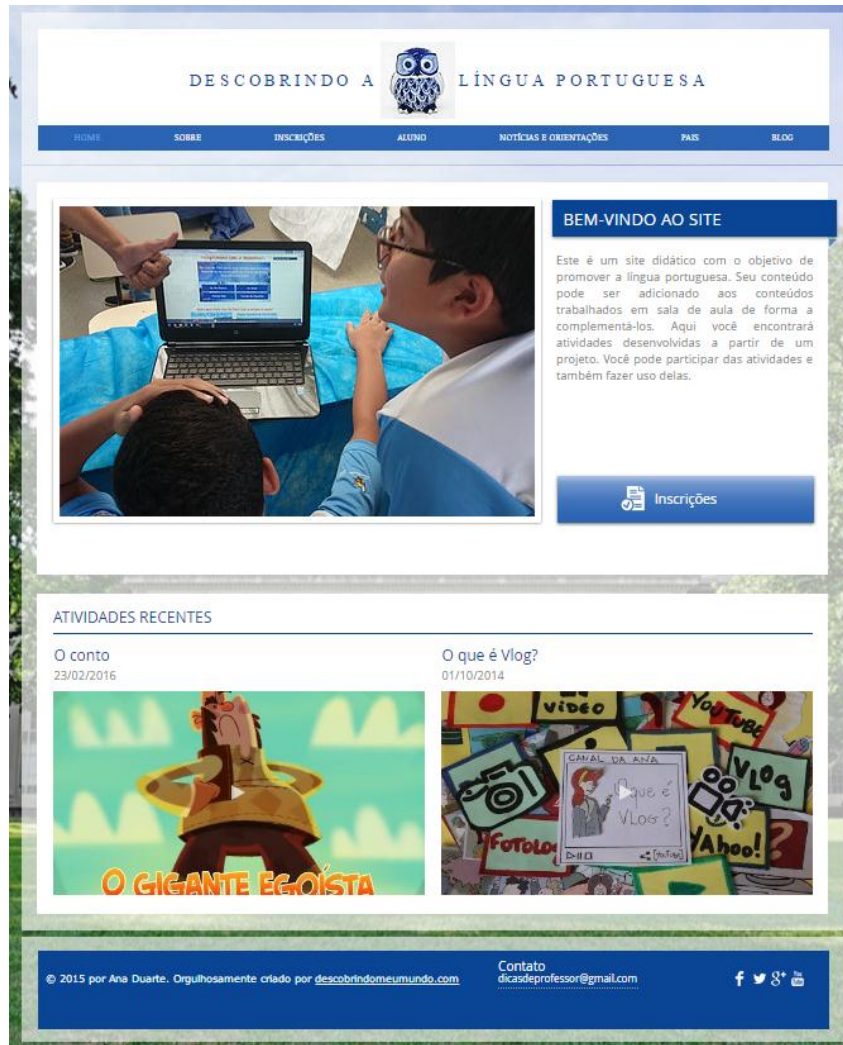 DESCOBRINDO A LÍNGUA PORTUGUESA
HOME SOBRE INSCRIÇÕES ALUNO NOTÍCIAS E ORIENTAÇÕES PAIS BLOG
BEM-VINDO AO SITE
Este é um site didático com o objetivo de
promover a língua portuguesa. Seu conteúdo
pode ser adicionado aos conteúdos
trabalhados em sala de aula de forma a
complementá-los. Aqui você encontrará
atividades desenvolvidas a partir de um
projeto. Você pode participar das atividades e
também fazer uso delas.
Inscrições
ATIVIDADES RECENTES
O conto
23/02/2016
O GIGANTE EGOÍSTA
O que é Vlog?
01/10/2014
VIDEO
YOUTUBE
CANAL DA ANA
O que é
VLOG?
VLOG
FOTOLO
YAhoo!
[YouTube]
© 2015 por Ana Duarte. Orgulhosamente criado por descobrindomeumundo.com
Contato
dicasdeprofessor@gmail.com